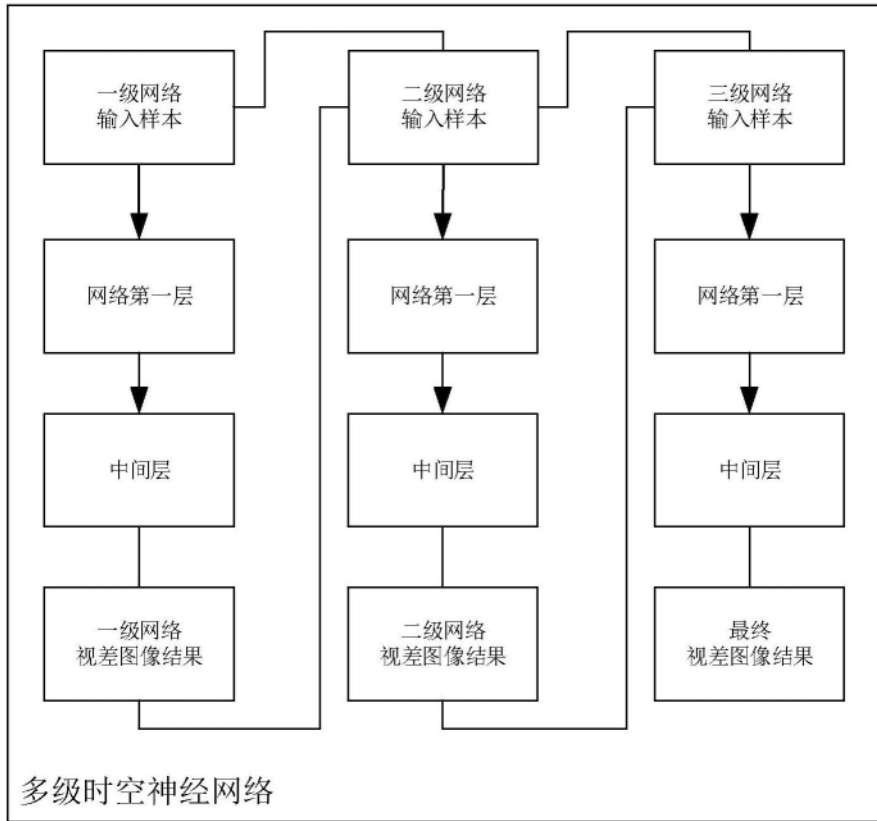 一级网络
输入样本
二级网络
输入样本
三级网络
输入样本
网络第一层
网络第一层
网络第一层
中间层
中间层
中间层
一级网络
视差图像结果
二级网络
视差图像结果
最终
视差图像结果
多级时空神经网络